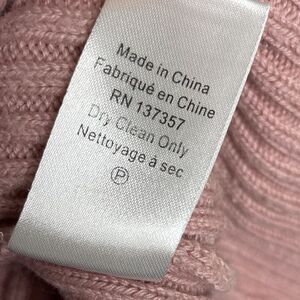 Made in China
Fabriqué en Chine
RN 137357
Dry Clean Only
Nettoyage à sec
Ⓟ